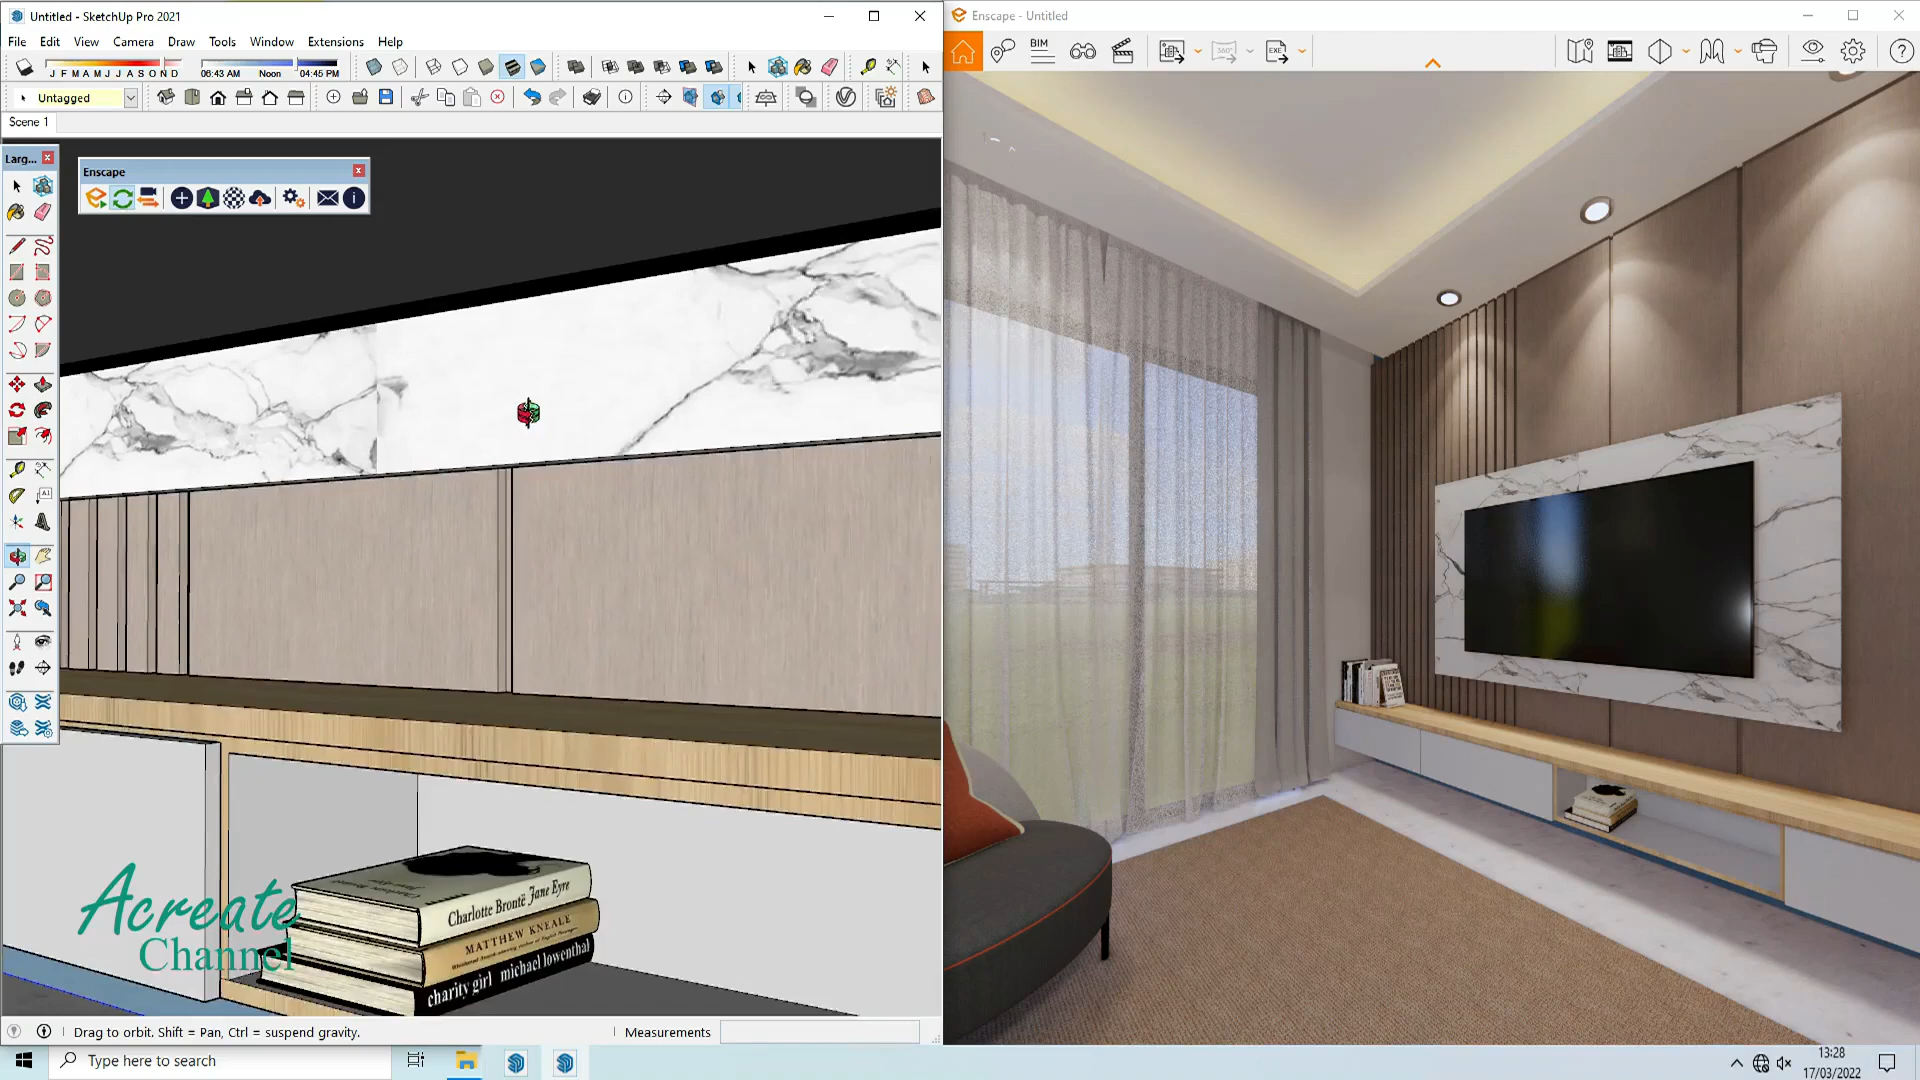 Untitled - SketchUp Pro 2021
File Edit View Camera Draw Tools Window Extensions Help
J F M A M J J A S O N D
06:43 AM Noon 04:45 PM
Untagged
Scene 1
Larg...
Enscape
A1
Charlotte Brontë Jane Eyre
MATTHEW KNEALE
charity girl michael lowenthal
Acreate
Channel
Drag to orbit. Shift = Pan, Ctrl = suspend gravity.
Measurements
Enscape - Untitled
BIM
360°
EXE
Type here to search
13:28
17/03/2022